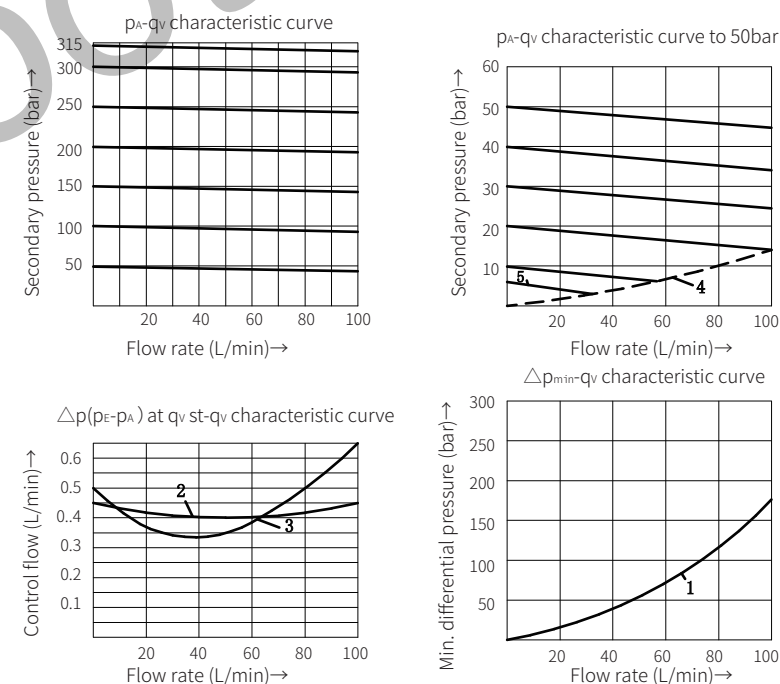 pA-qV characteristic curve
315
300
250
200
150
100
50
Secondary pressure (bar)→
20 40 60 80 100
Flow rate (L/min)→
pA-qV characteristic curve to 50bar
60
50
40
30
20
10
Secondary pressure (bar)→
5
4
20 40 60 80 100
Flow rate (L/min)→
△p(pE-pA) at qV st-qV characteristic curve
0.6
0.5
0.4
0.3
0.2
0.1
Control flow (L/min)→
2
3
20 40 60 80 100
Flow rate (L/min)→
△pmin-qV characteristic curve
300
250
200
150
100
50
Min. differential pressure (bar)→
1
20 40 60 80 100
Flow rate (L/min)→